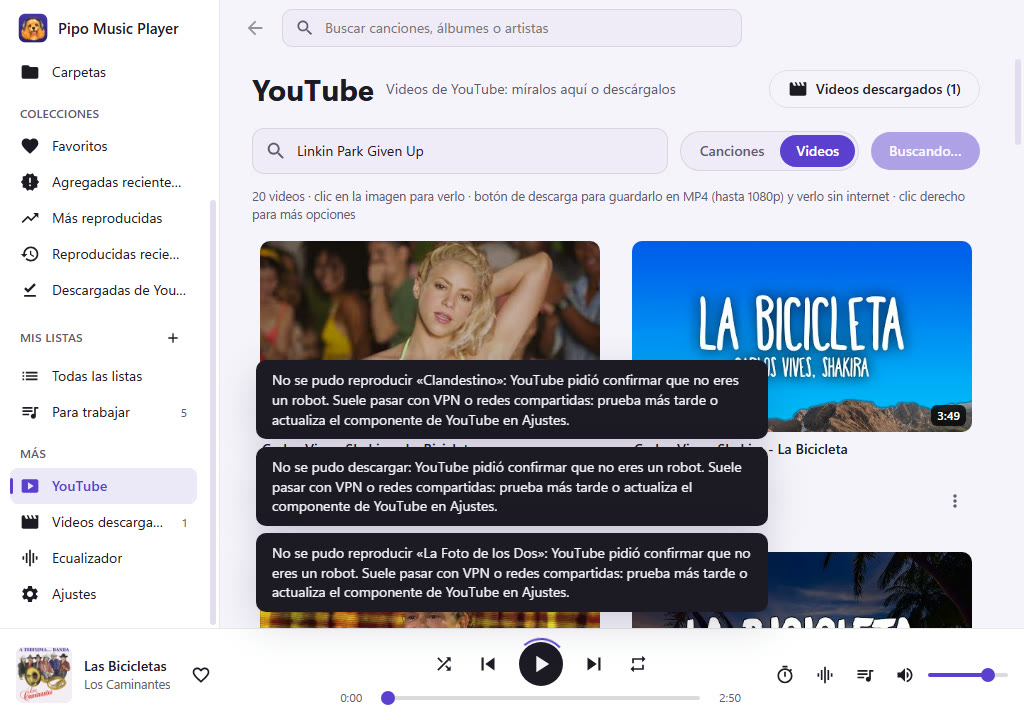 Pipo Music Player
Buscar canciones, álbumes o artistas
Carpetas
COLECCIONES
Favoritos
Agregadas reciente...
Más reproducidas
Reproducidas recie...
Descargadas de You...
MIS LISTAS
Todas las listas
Para trabajar 5
MÁS
YouTube
Videos descarga... 1
Ecualizador
Ajustes
YouTube
Videos de YouTube: míralos aquí o descárgalos
Videos descargados (1)
Linkin Park Given Up
Canciones
Videos
Buscando...
20 videos · clic en la imagen para verlo · botón de descarga para guardarlo en MP4 (hasta 1080p) y verlo sin internet · clic derecho
para más opciones
LA BICICLETA
CARLOS VIVES, SHAKIRA
3:49
No se pudo reproducir «Clandestino»: YouTube pidió confirmar que no eres
un robot. Suele pasar con VPN o redes compartidas: prueba más tarde o
actualiza el componente de YouTube en Ajustes.
- La Bicicleta
No se pudo descargar: YouTube pidió confirmar que no eres un robot. Suele
pasar con VPN o redes compartidas: prueba más tarde o actualiza el
componente de YouTube en Ajustes.
No se pudo reproducir «La Foto de los Dos»: YouTube pidió confirmar que no
eres un robot. Suele pasar con VPN o redes compartidas: prueba más tarde o
actualiza el componente de YouTube en Ajustes.
LA BICICLETA
Las Bicicletas
Los Caminantes
0:00
2:50